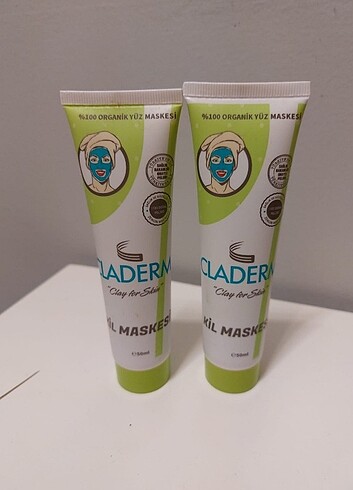 %100 ORGANİK YÜZ MASKESİ
CLADERM
"Clay for Skin"
KİL MASKESİ
℮50ml
%100 ORGANİK YÜZ MASKESİ
CLADERM
"Clay for Skin"
KİL MASKESİ